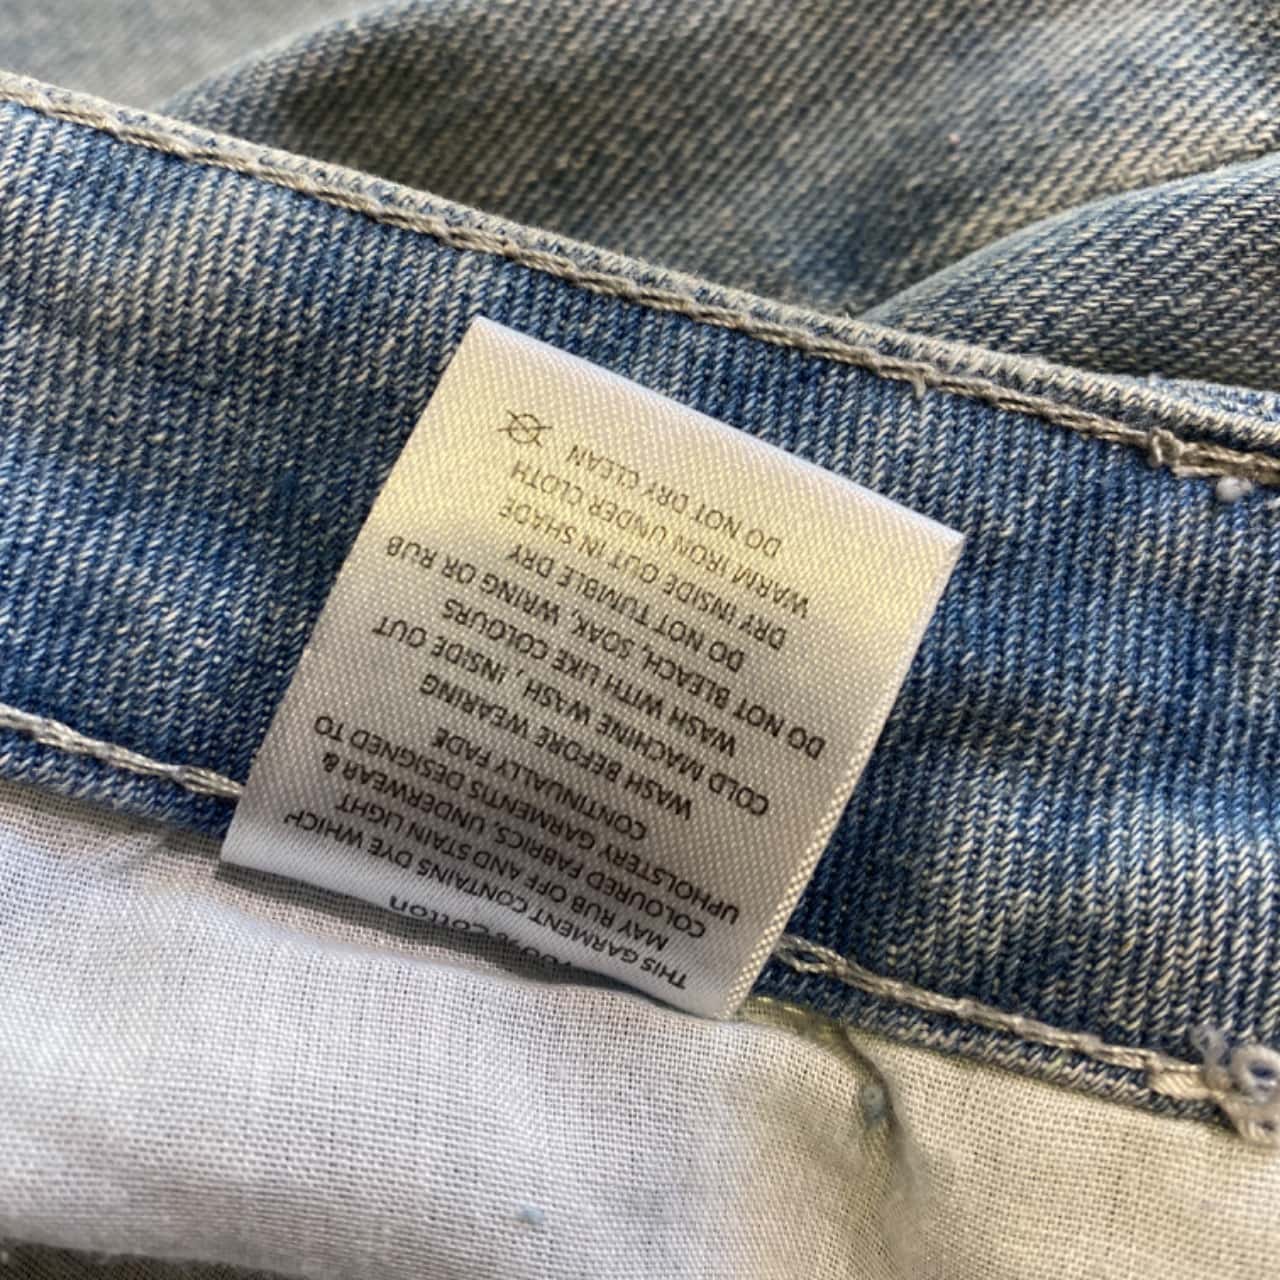 100% Cotton
THIS GARMENT CONTAINS DYE WHICH
MAY RUB OFF AND STAIN LIGHT
COLOURED FABRICS, UNDERWEAR &
UPHOLSTERY GARMENTS DESIGNED TO
CONTINUALLY FADE
WASH BEFORE WEARING
COLD MACHINE WASH , INSIDE OUT
WASH WITH LIKE COLOURS
DO NOT BLEACH, SOAK, WRING OR RUB
DO NOT TUMBLE DRY
DRY INSIDE OUT IN SHADE
WARM IRON UNDER CLOTH
DO NOT DRY CLEAN